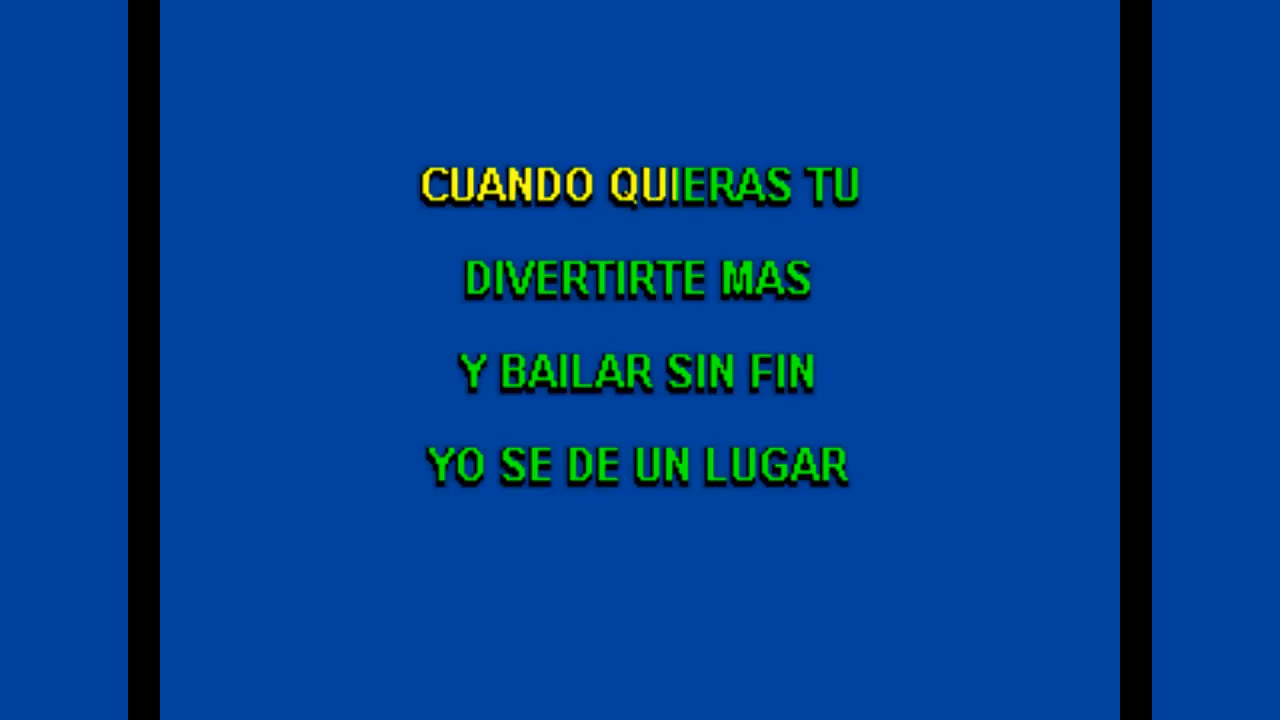 CUANDO QUIERAS TU
DIVERTIRTE MAS
Y BAILAR SIN FIN
YO SE DE UN LUGAR